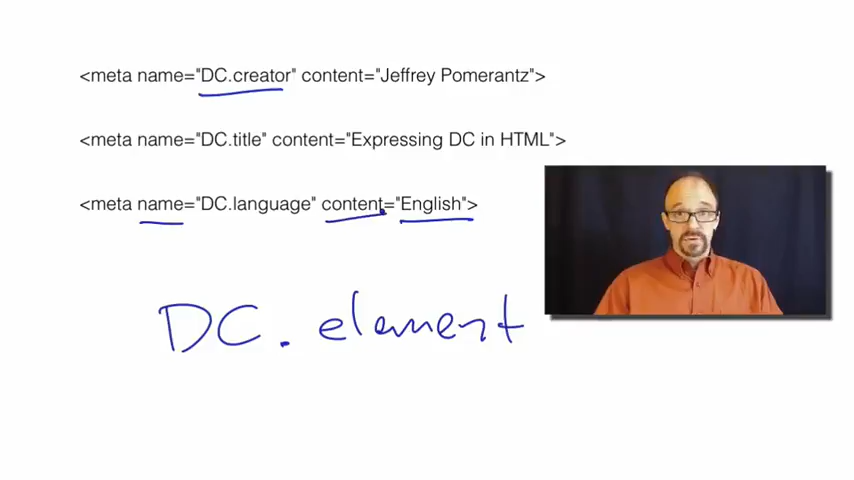 <meta name="DC.creator" content="Jeffrey Pomerantz">
<meta name="DC.title" content="Expressing DC in HTML">
<meta name="DC.language" content="English">
DC. element